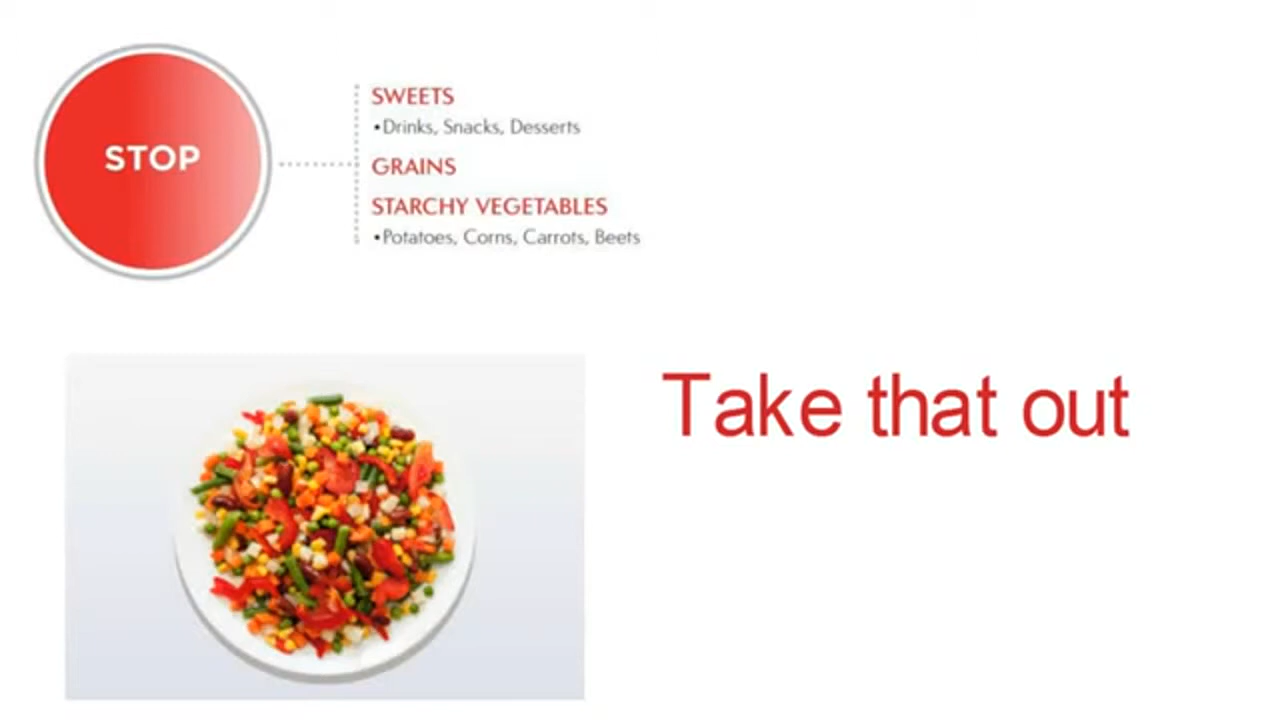 STOP
SWEETS
•Drinks, Snacks, Desserts
GRAINS
STARCHY VEGETABLES
•Potatoes, Corns, Carrots, Beets
Take that out